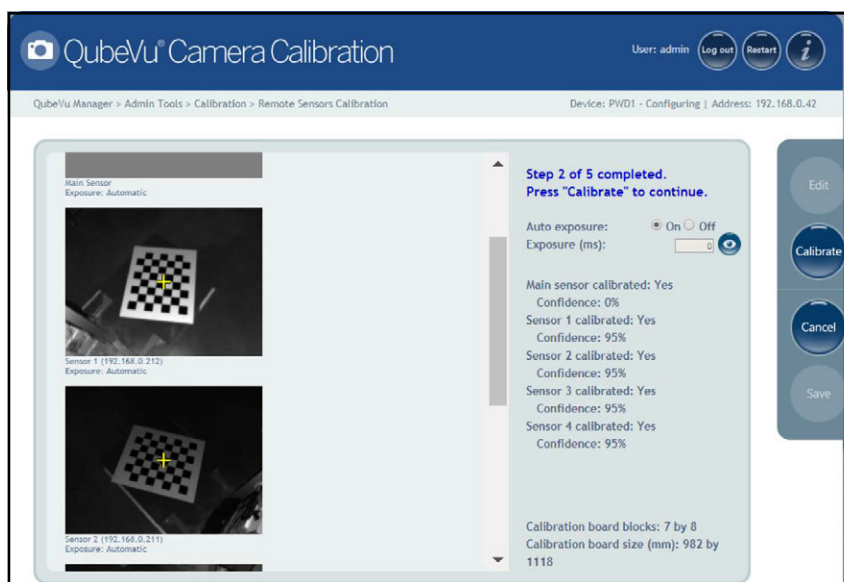 QubeVu® Camera Calibration
User: admin
Log out
Restart
i
QubeVu Manager > Admin Tools > Calibration > Remote Sensors Calibration
Device: PWD1 - Configuring | Address: 192.168.0.42
Main Sensor
Exposure: Automatic
Sensor 1 (192.168.0.212)
Exposure: Automatic
Sensor 2 (192.168.0.211)
Exposure: Automatic
Step 2 of 5 completed.
Press "Calibrate" to continue.
Auto exposure: On Off
Exposure (ms): 0
Main sensor calibrated: Yes
Confidence: 0%
Sensor 1 calibrated: Yes
Confidence: 95%
Sensor 2 calibrated: Yes
Confidence: 95%
Sensor 3 calibrated: Yes
Confidence: 95%
Sensor 4 calibrated: Yes
Confidence: 95%
Calibration board blocks: 7 by 8
Calibration board size (mm): 982 by
1118
Edit
Calibrate
Cancel
Save